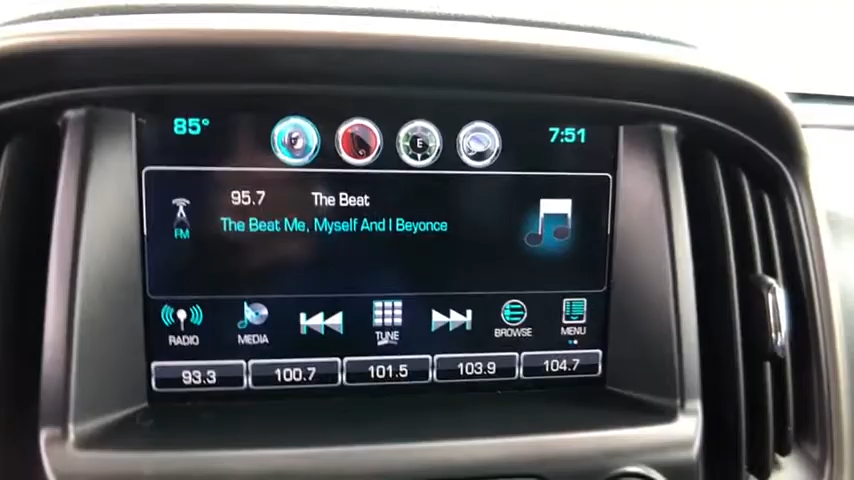 85°
E
7:51
95.7 The Beat
FM
The Beat Me, Myself And I Beyonce
RADIO
MEDIA
TUNE
BROWSE
MENU
93.3
100.7
101.5
103.9
104.7